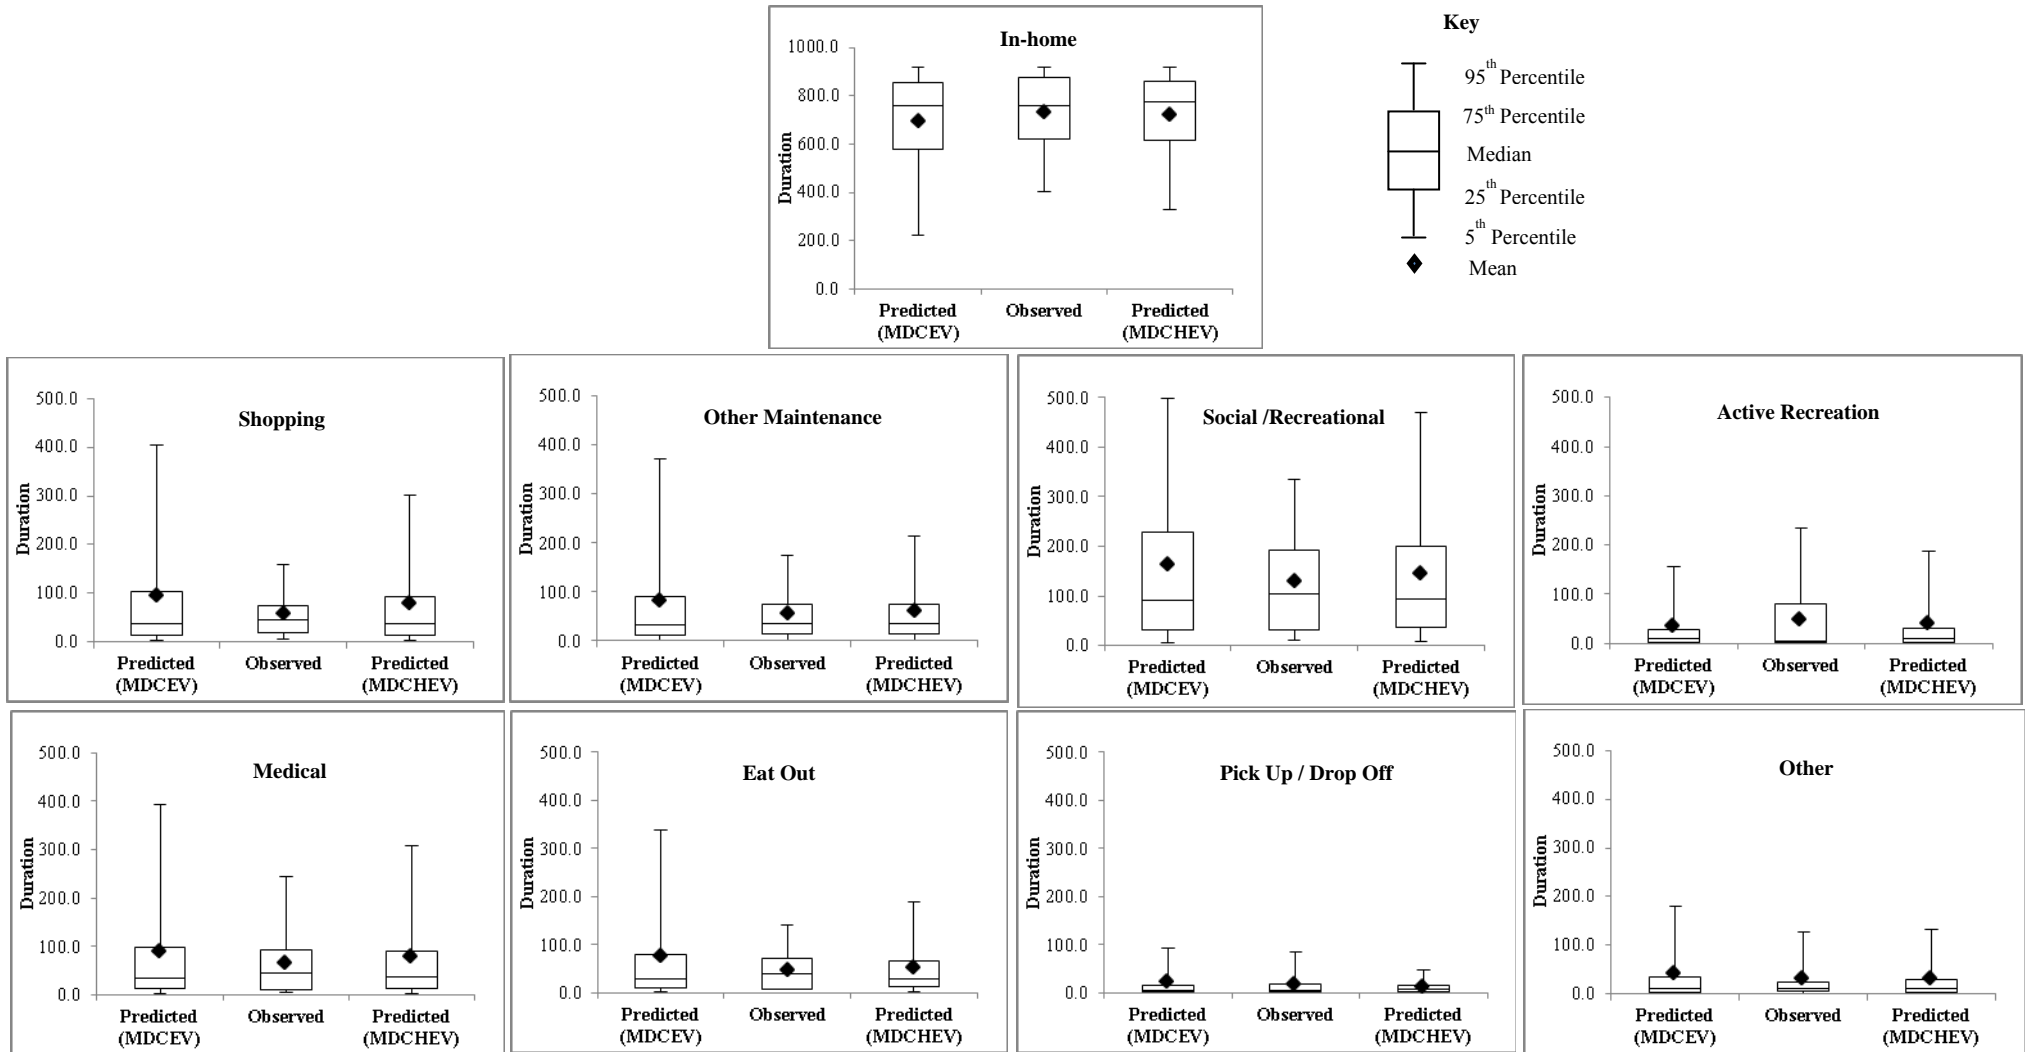 In-home
1000.0
800.0
600.0
400.0
200.0
0.0
Duration
Predicted (MDCEV)
Observed
Predicted (MDCHEV)
Key
95th Percentile
75th Percentile
Median
25th Percentile
5th Percentile
Mean
Shopping
500.0
400.0
300.0
200.0
100.0
0.0
Duration
Predicted (MDCEV)
Observed
Predicted (MDCHEV)
Other Maintenance
500.0
400.0
300.0
200.0
100.0
0.0
Duration
Predicted (MDCEV)
Observed
Predicted (MDCHEV)
Social /Recreational
500.0
400.0
300.0
200.0
100.0
0.0
Duration
Predicted (MDCEV)
Observed
Predicted (MDCHEV)
Active Recreation
500.0
400.0
300.0
200.0
100.0
0.0
Duration
Predicted (MDCEV)
Observed
Predicted (MDCHEV)
Medical
500.0
400.0
300.0
200.0
100.0
0.0
Duration
Predicted (MDCEV)
Observed
Predicted (MDCHEV)
Eat Out
500.0
400.0
300.0
200.0
100.0
0.0
Duration
Predicted (MDCEV)
Observed
Predicted (MDCHEV)
Pick Up / Drop Off
500.0
400.0
300.0
200.0
100.0
0.0
Duration
Predicted (MDCEV)
Observed
Predicted (MDCHEV)
Other
500.0
400.0
300.0
200.0
100.0
0.0
Duration
Predicted (MDCEV)
Observed
Predicted (MDCHEV)